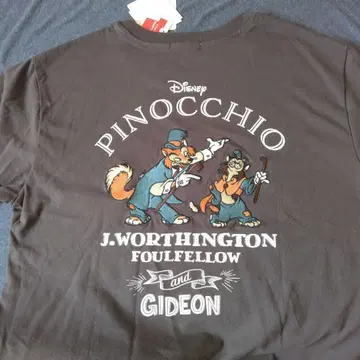 Disney
PINOCCHIO
J.WORTHINGTON
FOULFELLOW
and
GIDEON